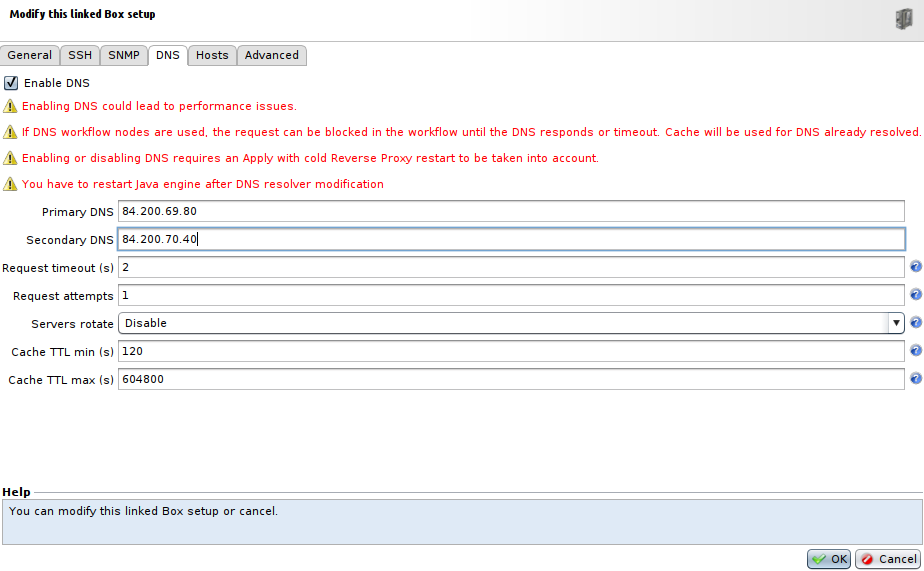 Modify this linked Box setup
General SSH SNMP DNS Hosts Advanced
Enable DNS
Enabling DNS could lead to performance issues.
If DNS workflow nodes are used, the request can be blocked in the workflow until the DNS responds or timeout. Cache will be used for DNS already resolved.
Enabling or disabling DNS requires an Apply with cold Reverse Proxy restart to be taken into account.
You have to restart Java engine after DNS resolver modification
Primary DNS 84.200.69.80
Secondary DNS 84.200.70.40
Request timeout (s) 2
Request attempts 1
Servers rotate Disable
Cache TTL min (s) 120
Cache TTL max (s) 604800
Help
You can modify this linked Box setup or cancel.
OK Cancel